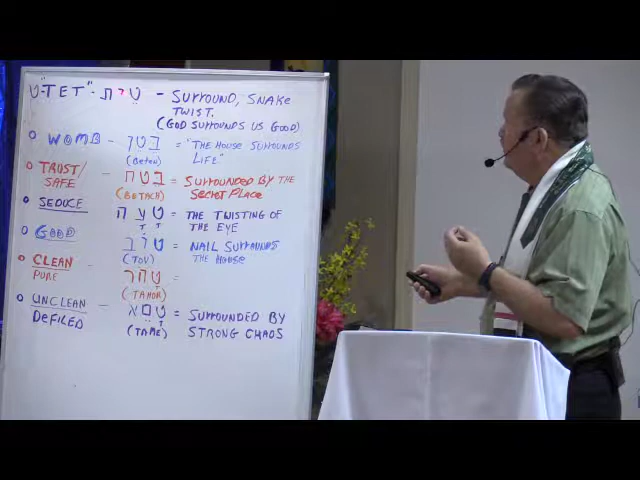 ט-"TET"- טית - SURROUND, SNAKE
TWIST.
(GOD SURROUNDS US GOOD)
WOMB - בטן = "THE HOUSE SURROUNDS
(BETEN) LIFE"
TRUST/ - בטח = SURROUNDED BY THE
SAFE (BETACH) SECRET PLACE
SEDUCE טעה = THE TWISTING OF
THE EYE
GOOD טוב = NAIL SURROUNDS
(TOV) THE HOUSE
CLEAN - טהר =
PURE (TAHOR)
UNCLEAN - טמא = SURROUNDED BY
DEFILED (TAME) STRONG CHAOS